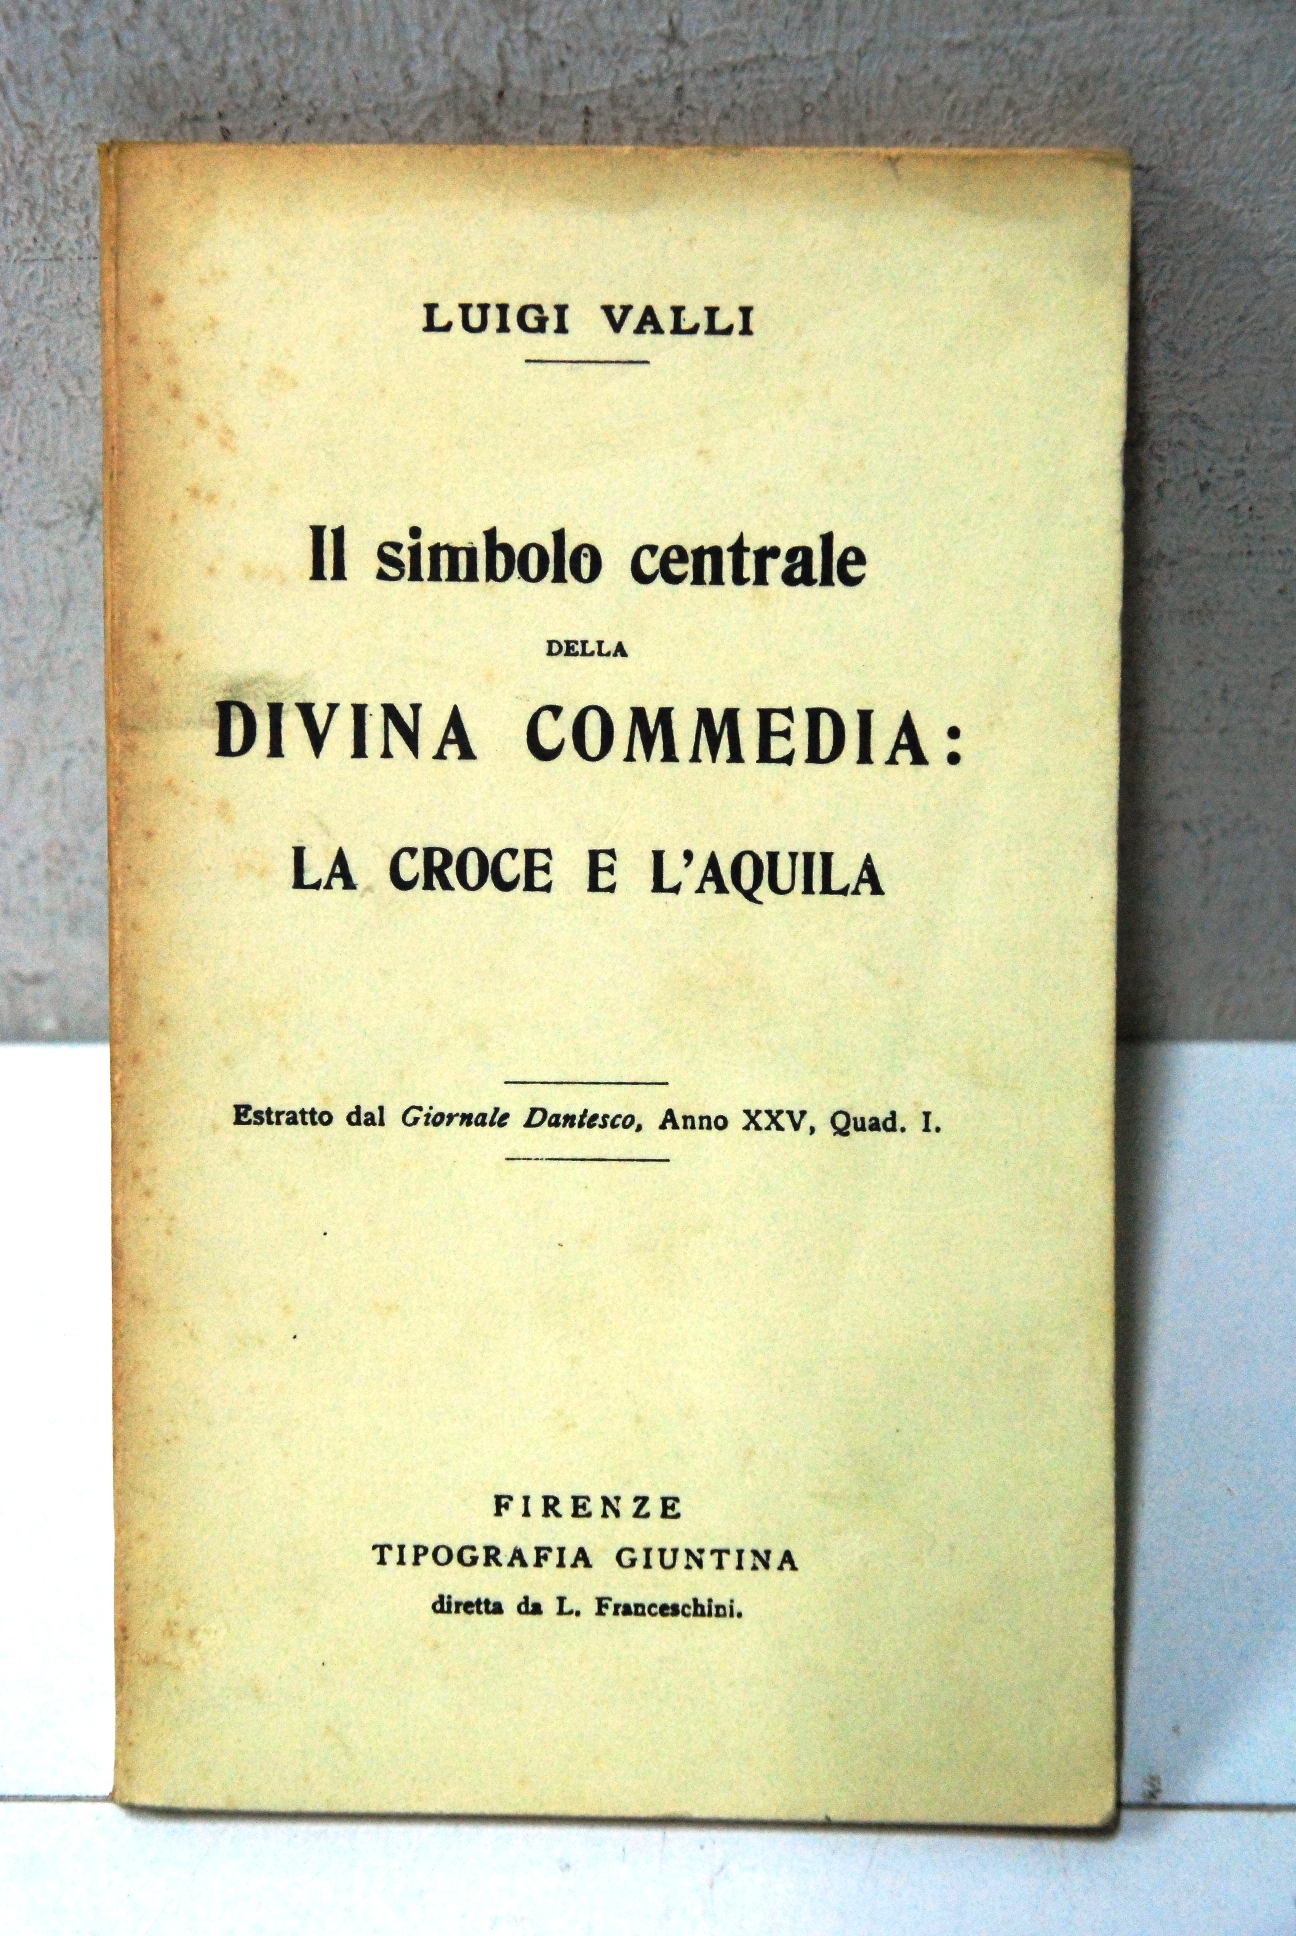 LUIGI VALLI
Il simbolo centrale
DELLA
DIVINA COMMEDIA:
LA CROCE E L'AQUILA
Estratto dal Giornale Dantesco, Anno XXV, Quad. I.
FIRENZE
TIPOGRAFIA GIUNTINA
diretta da L. Franceschini.